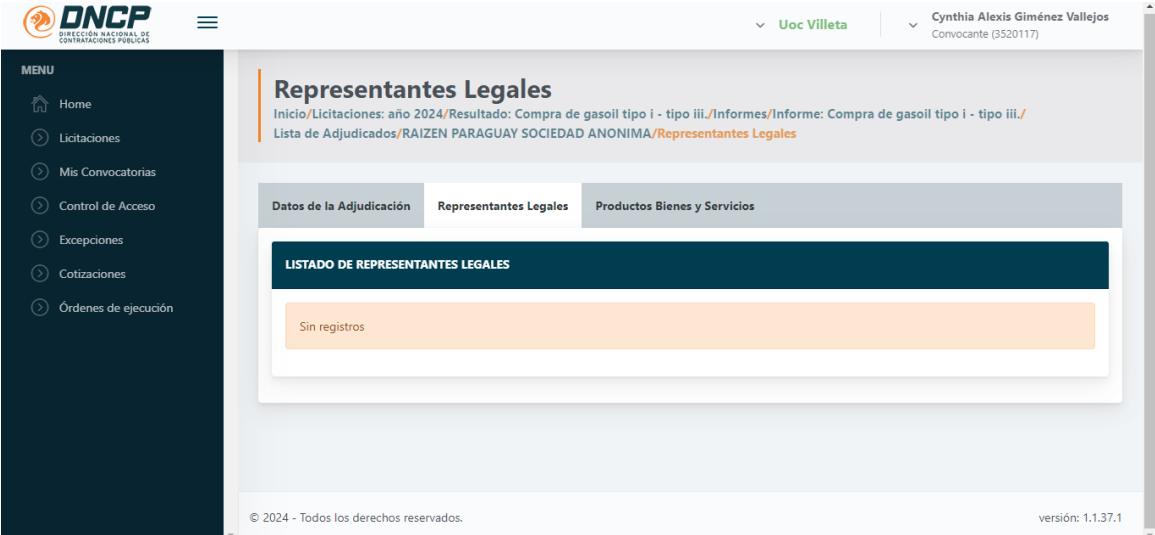 DNCP
DIRECCIÓN NACIONAL DE
CONTRATACIONES PÚBLICAS
Uoc Villeta
Cynthia Alexis Giménez Vallejos
Convocante (3520117)
MENU
Home
Licitaciones
Mis Convocatorias
Control de Acceso
Excepciones
Cotizaciones
Órdenes de ejecución
Representantes Legales
Inicio/Licitaciones: año 2024/Resultado: Compra de gasoil tipo i - tipo iii./Informes/Informe: Compra de gasoil tipo i - tipo iii./
Lista de Adjudicados/RAIZEN PARAGUAY SOCIEDAD ANONIMA/Representantes Legales
Datos de la Adjudicación Representantes Legales Productos Bienes y Servicios
LISTADO DE REPRESENTANTES LEGALES
Sin registros
© 2024 - Todos los derechos reservados. versión: 1.1.37.1